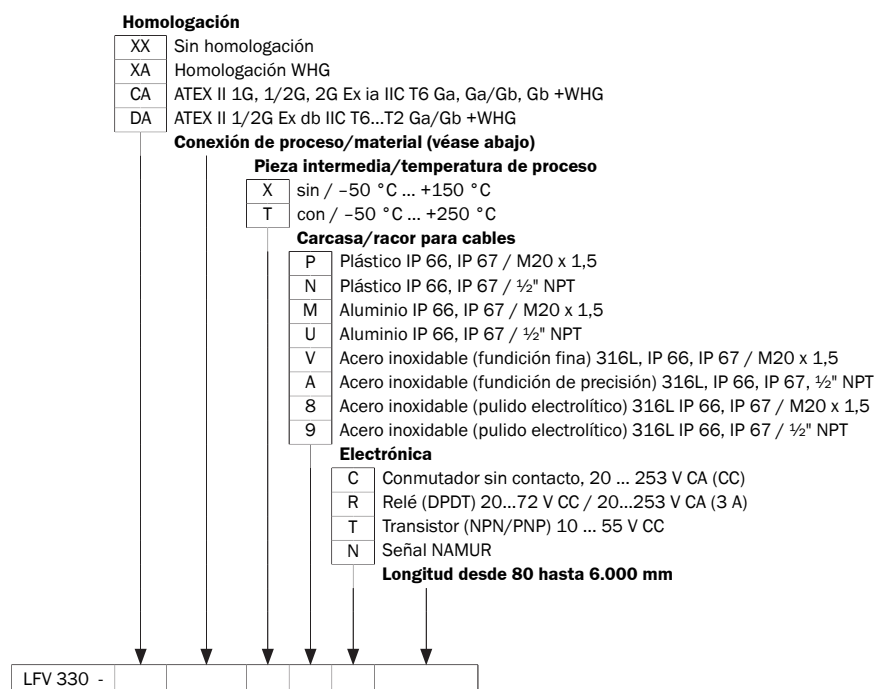 Homologación
XX Sin homologación
XA Homologación WHG
CA ATEX II 1G, 1/2G, 2G Ex ia IIC T6 Ga, Ga/Gb, Gb +WHG
DA ATEX II 1/2G Ex db IIC T6...T2 Ga/Gb +WHG
Conexión de proceso/material (véase abajo)
Pieza intermedia/temperatura de proceso
X sin / –50 °C ... +150 °C
T con / –50 °C ... +250 °C
Carcasa/racor para cables
P Plástico IP 66, IP 67 / M20 x 1,5
N Plástico IP 66, IP 67 / ½" NPT
M Aluminio IP 66, IP 67 / M20 x 1,5
U Aluminio IP 66, IP 67 / ½" NPT
V Acero inoxidable (fundición fina) 316L, IP 66, IP 67 / M20 x 1,5
A Acero inoxidable (fundición de precisión) 316L, IP 66, IP 67, ½" NPT
8 Acero inoxidable (pulido electrolítico) 316L IP 66, IP 67 / M20 x 1,5
9 Acero inoxidable (pulido electrolítico) 316L IP 66, IP 67 / ½" NPT
Electrónica
C Conmutador sin contacto, 20 ... 253 V CA (CC)
R Relé (DPDT) 20...72 V CC / 20...253 V CA (3 A)
T Transistor (NPN/PNP) 10 ... 55 V CC
N Señal NAMUR
Longitud desde 80 hasta 6.000 mm
LFV 330 -